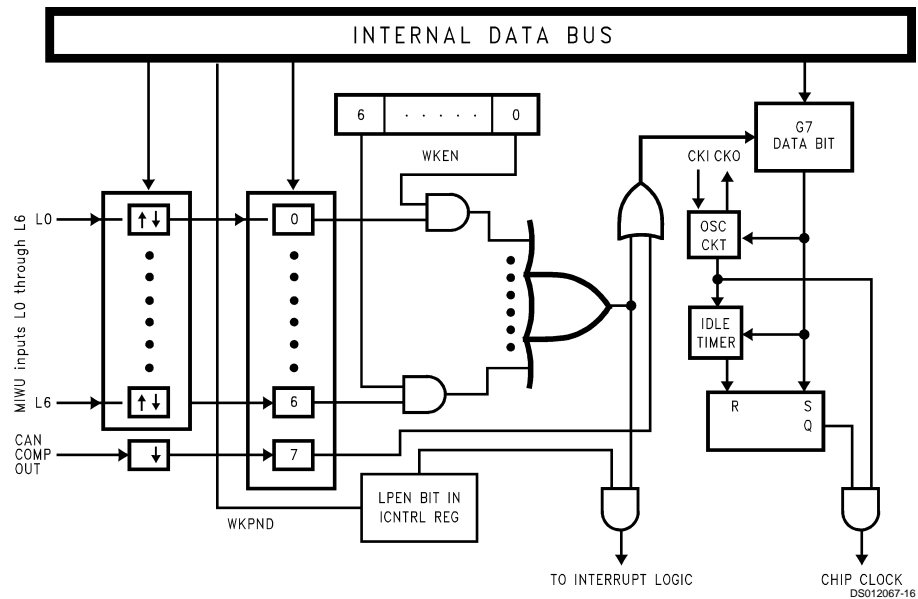 INTERNAL DATA BUS
6 · · · · · 0
WKEN
G7
DATA BIT
CKI CKO
OSC
CKT
IDLE
TIMER
R S
Q
MIWU inputs L0 through L6
L0
0
L6
6
CAN
COMP
OUT
7
LPEN BIT IN
ICNTRL REG
WKPND
TO INTERRUPT LOGIC
CHIP CLOCK
DS012067-16